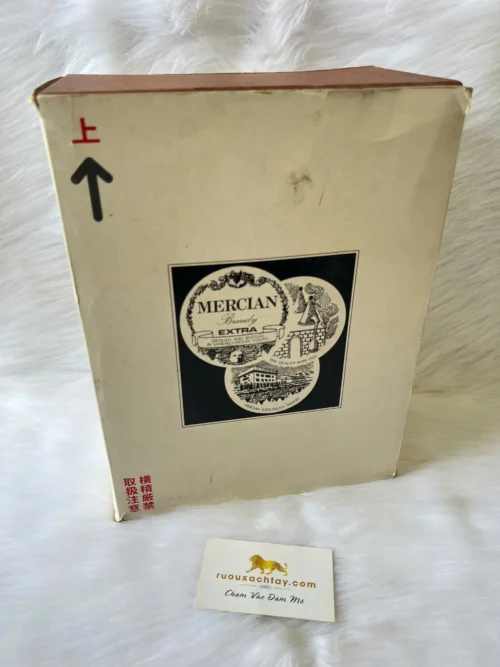 上
MERCIAN
Brandy
EXTRA
横積厳禁
取扱注意
ruouxachtay.com
Chạm Vào Đam Mê